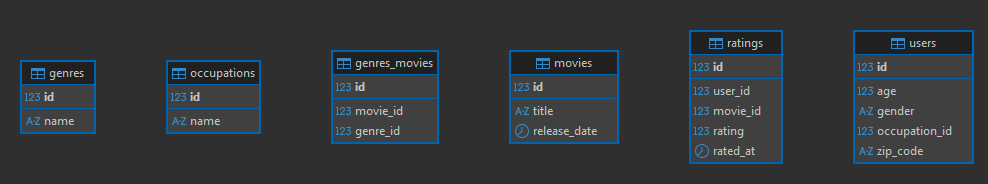 genres
123 id
A-Z name
occupations
123 id
A-Z name
genres_movies
123 id
123 movie_id
123 genre_id
movies
123 id
A-Z title
release_date
ratings
123 id
123 user_id
123 movie_id
123 rating
rated_at
users
123 id
123 age
A-Z gender
123 occupation_id
A-Z zip_code